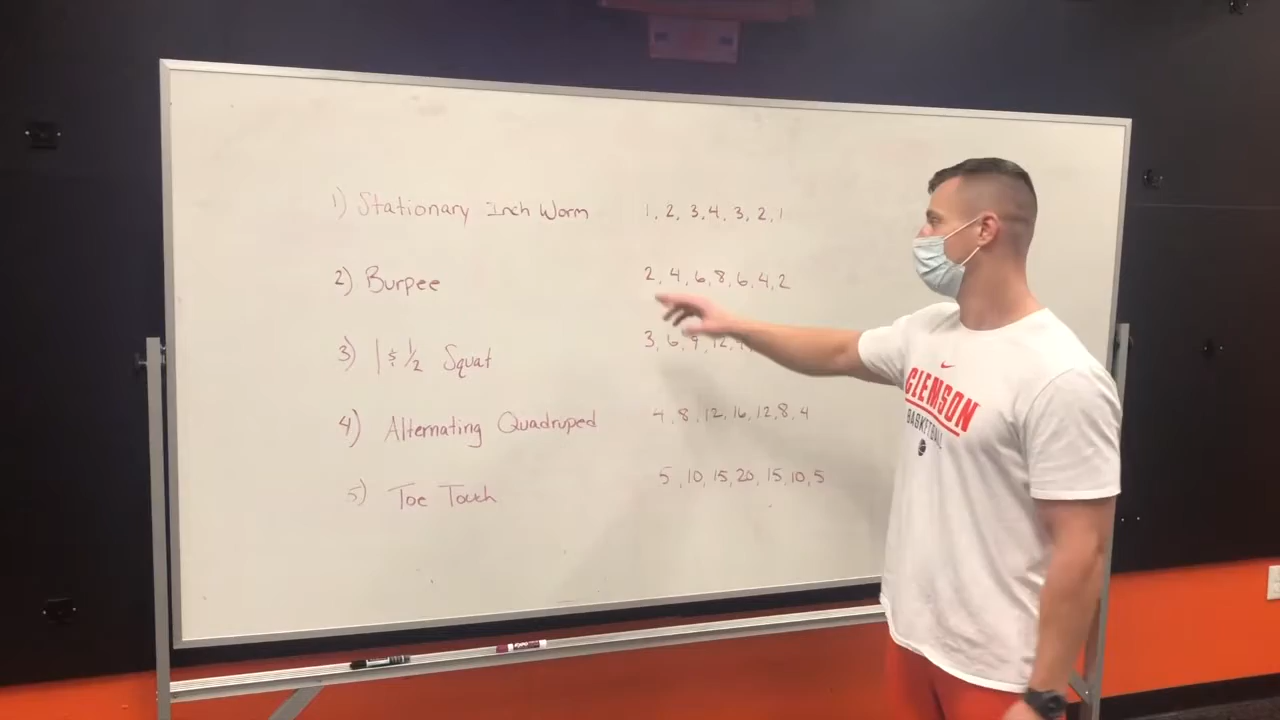 1) Stationary Inch Worm 1, 2, 3, 4, 3, 2, 1
2) Burpee 2, 4, 6, 8, 6, 4, 2
3) 1 & 1/2 Squat 3, 6, 9, 12,
4) Alternating Quadruped 4, 8, 12, 16, 12, 8, 4
5) Toe Touch 5, 10, 15, 20, 15, 10, 5
CLEMSON
BASKETBALL
EXPO